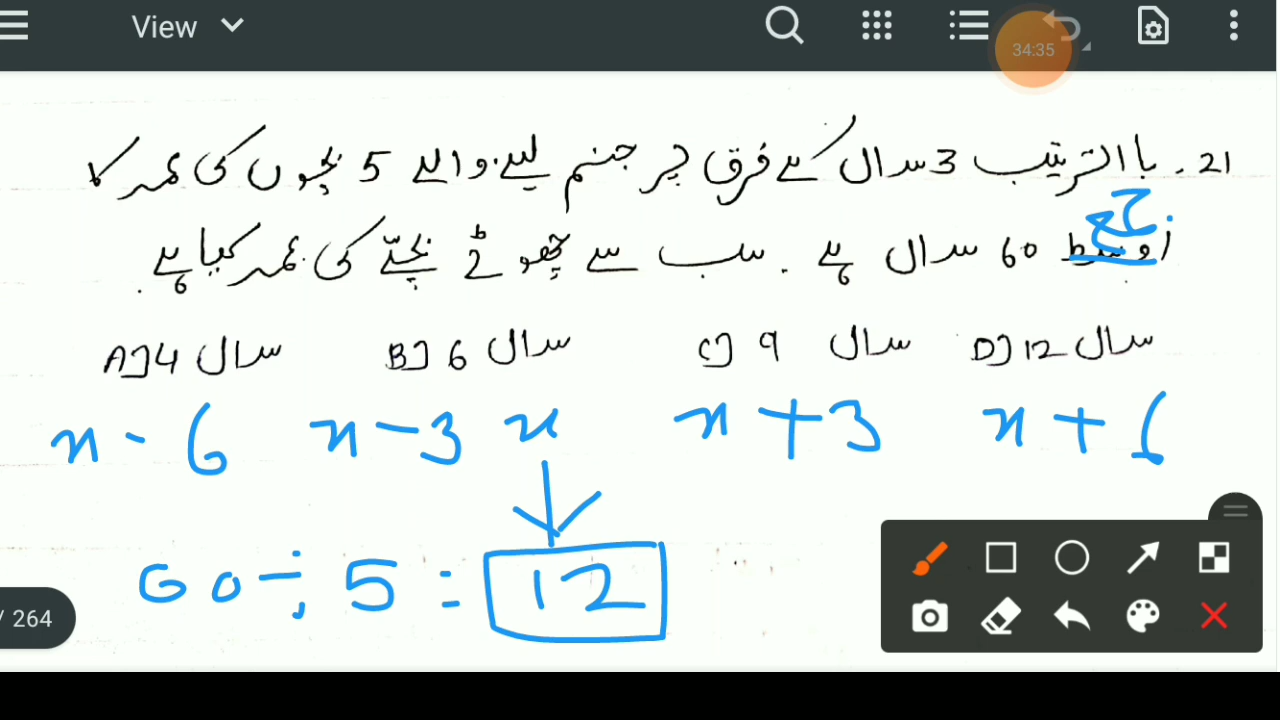 View
34:35
21. باالترتیب 3 سال کے فرق پر جنم لینے والے 5 بچوں کی عمر کا
جمع
اوسط 60 سال ہے . سب سے چھوٹے بچّے کی عمر کیا ہے .
A] 4 سال B] 6 سال C] 9 سال D] 12 سال
x - 6 x - 3 x x + 3 x + 6
60 ÷ 5 = 12
/ 264